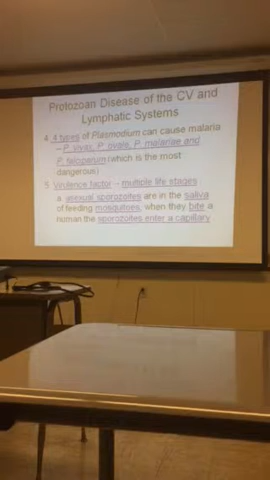 Protozoan Disease of the CV and
Lymphatic Systems
4. 4 types of Plasmodium can cause malaria
– P. vivax, P. ovale, P. malariae and
P. falciparum (which is the most
dangerous)
5. Virulence factor – multiple life stages
a. asexual sporozoites are in the saliva
of feeding mosquitoes, when they bite a
human the sporozoites enter a capillary